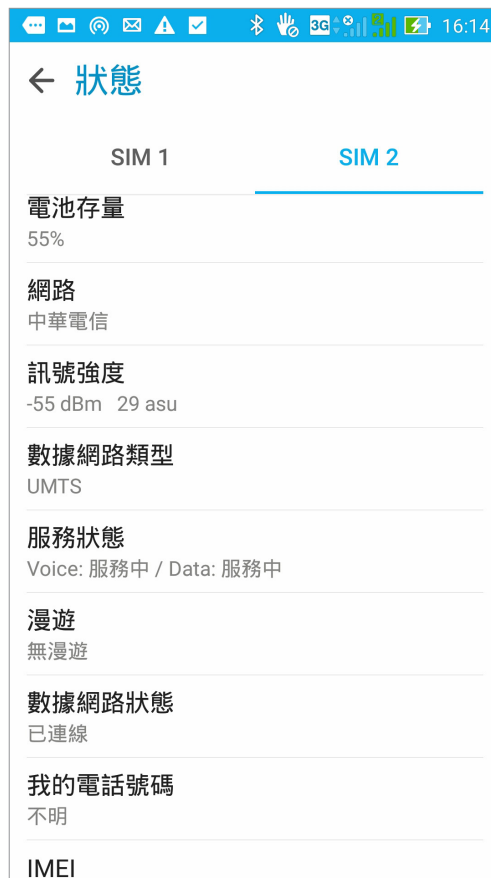 3G 16:14
狀態
SIM 1 SIM 2
電池存量
55%
網路
中華電信
訊號強度
-55 dBm 29 asu
數據網路類型
UMTS
服務狀態
Voice: 服務中 / Data: 服務中
漫遊
無漫遊
數據網路狀態
已連線
我的電話號碼
不明
IMEI